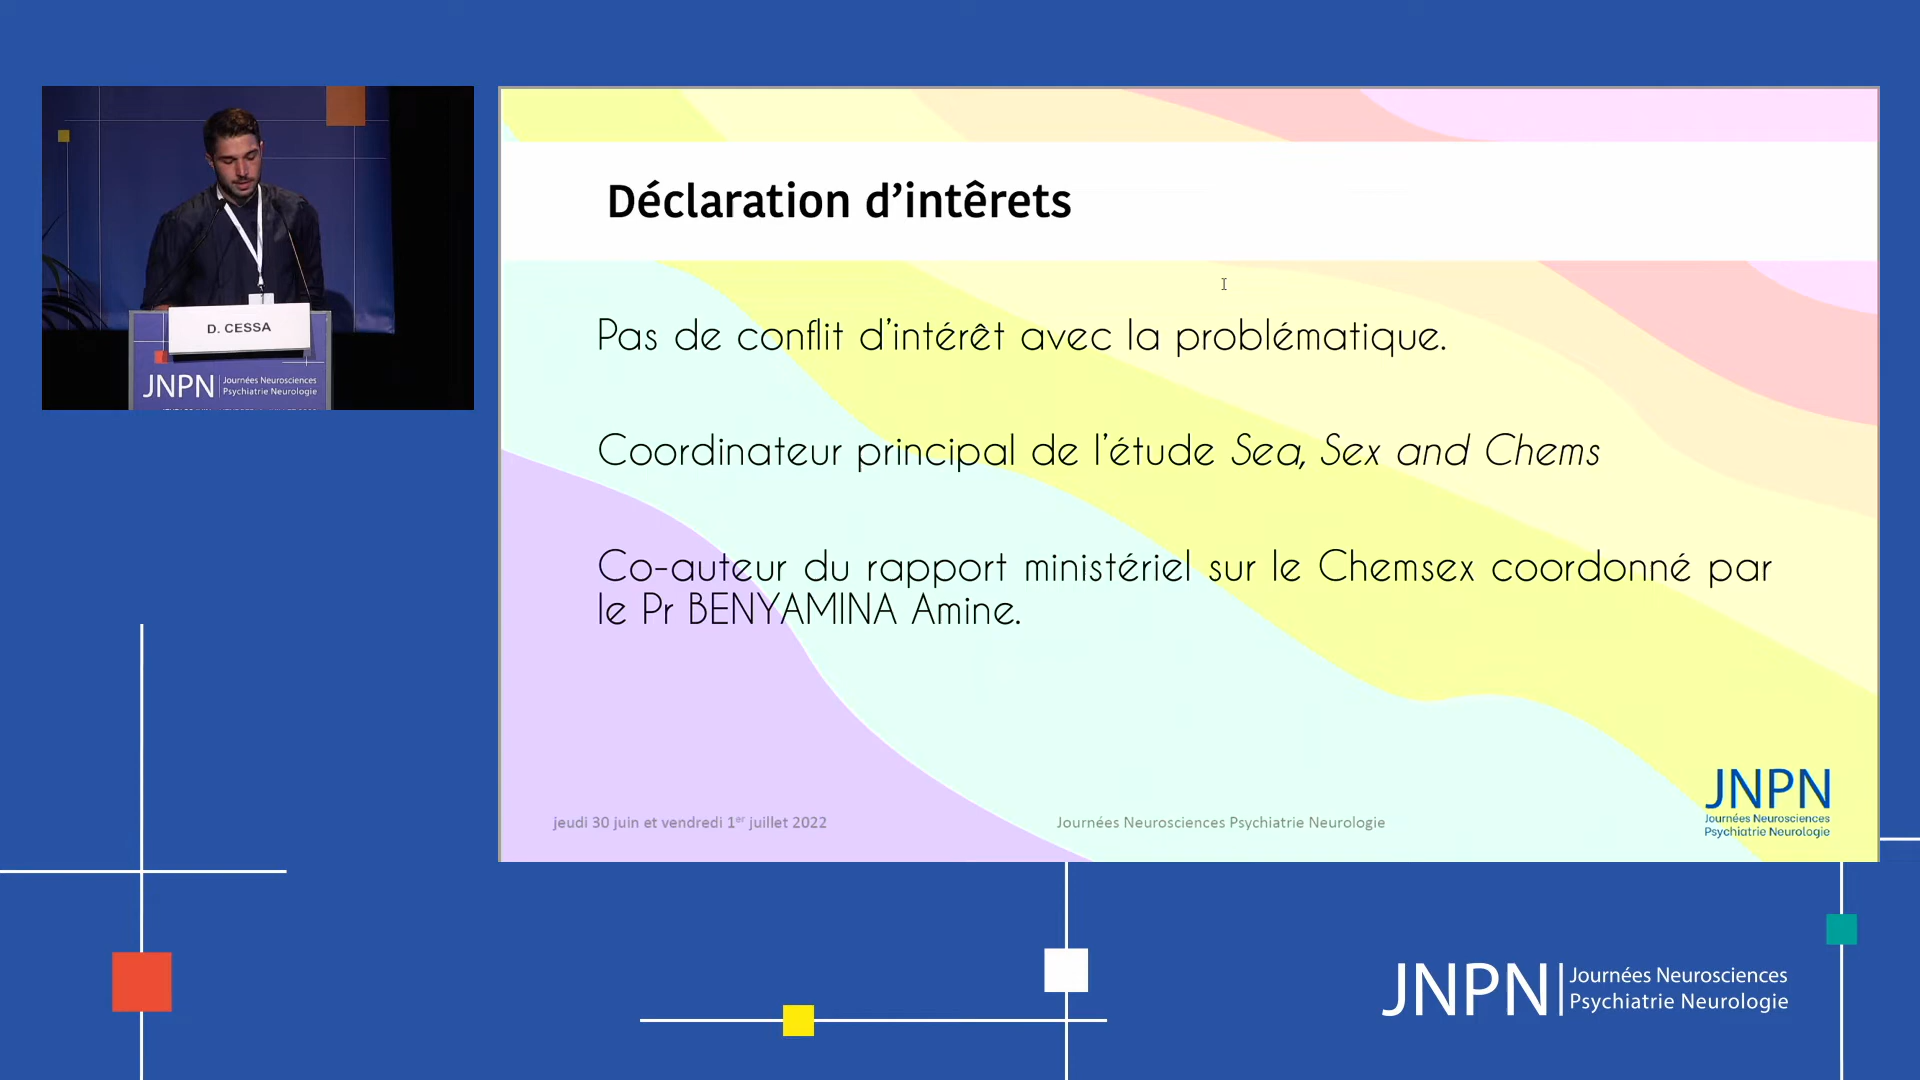 D. CESSA
JNPN
Journées Neurosciences
Psychiatrie Neurologie
Déclaration d’intêrets
Pas de conflit d’intérêt avec la problématique.
Coordinateur principal de l’étude Sea, Sex and Chems
Co-auteur du rapport ministériel sur le Chemsex coordonné par
le Pr BENYAMINA Amine.
jeudi 30 juin et vendredi 1er juillet 2022
Journées Neurosciences Psychiatrie Neurologie
JNPN
Journées Neurosciences
Psychiatrie Neurologie
JNPN
Journées Neurosciences
Psychiatrie Neurologie